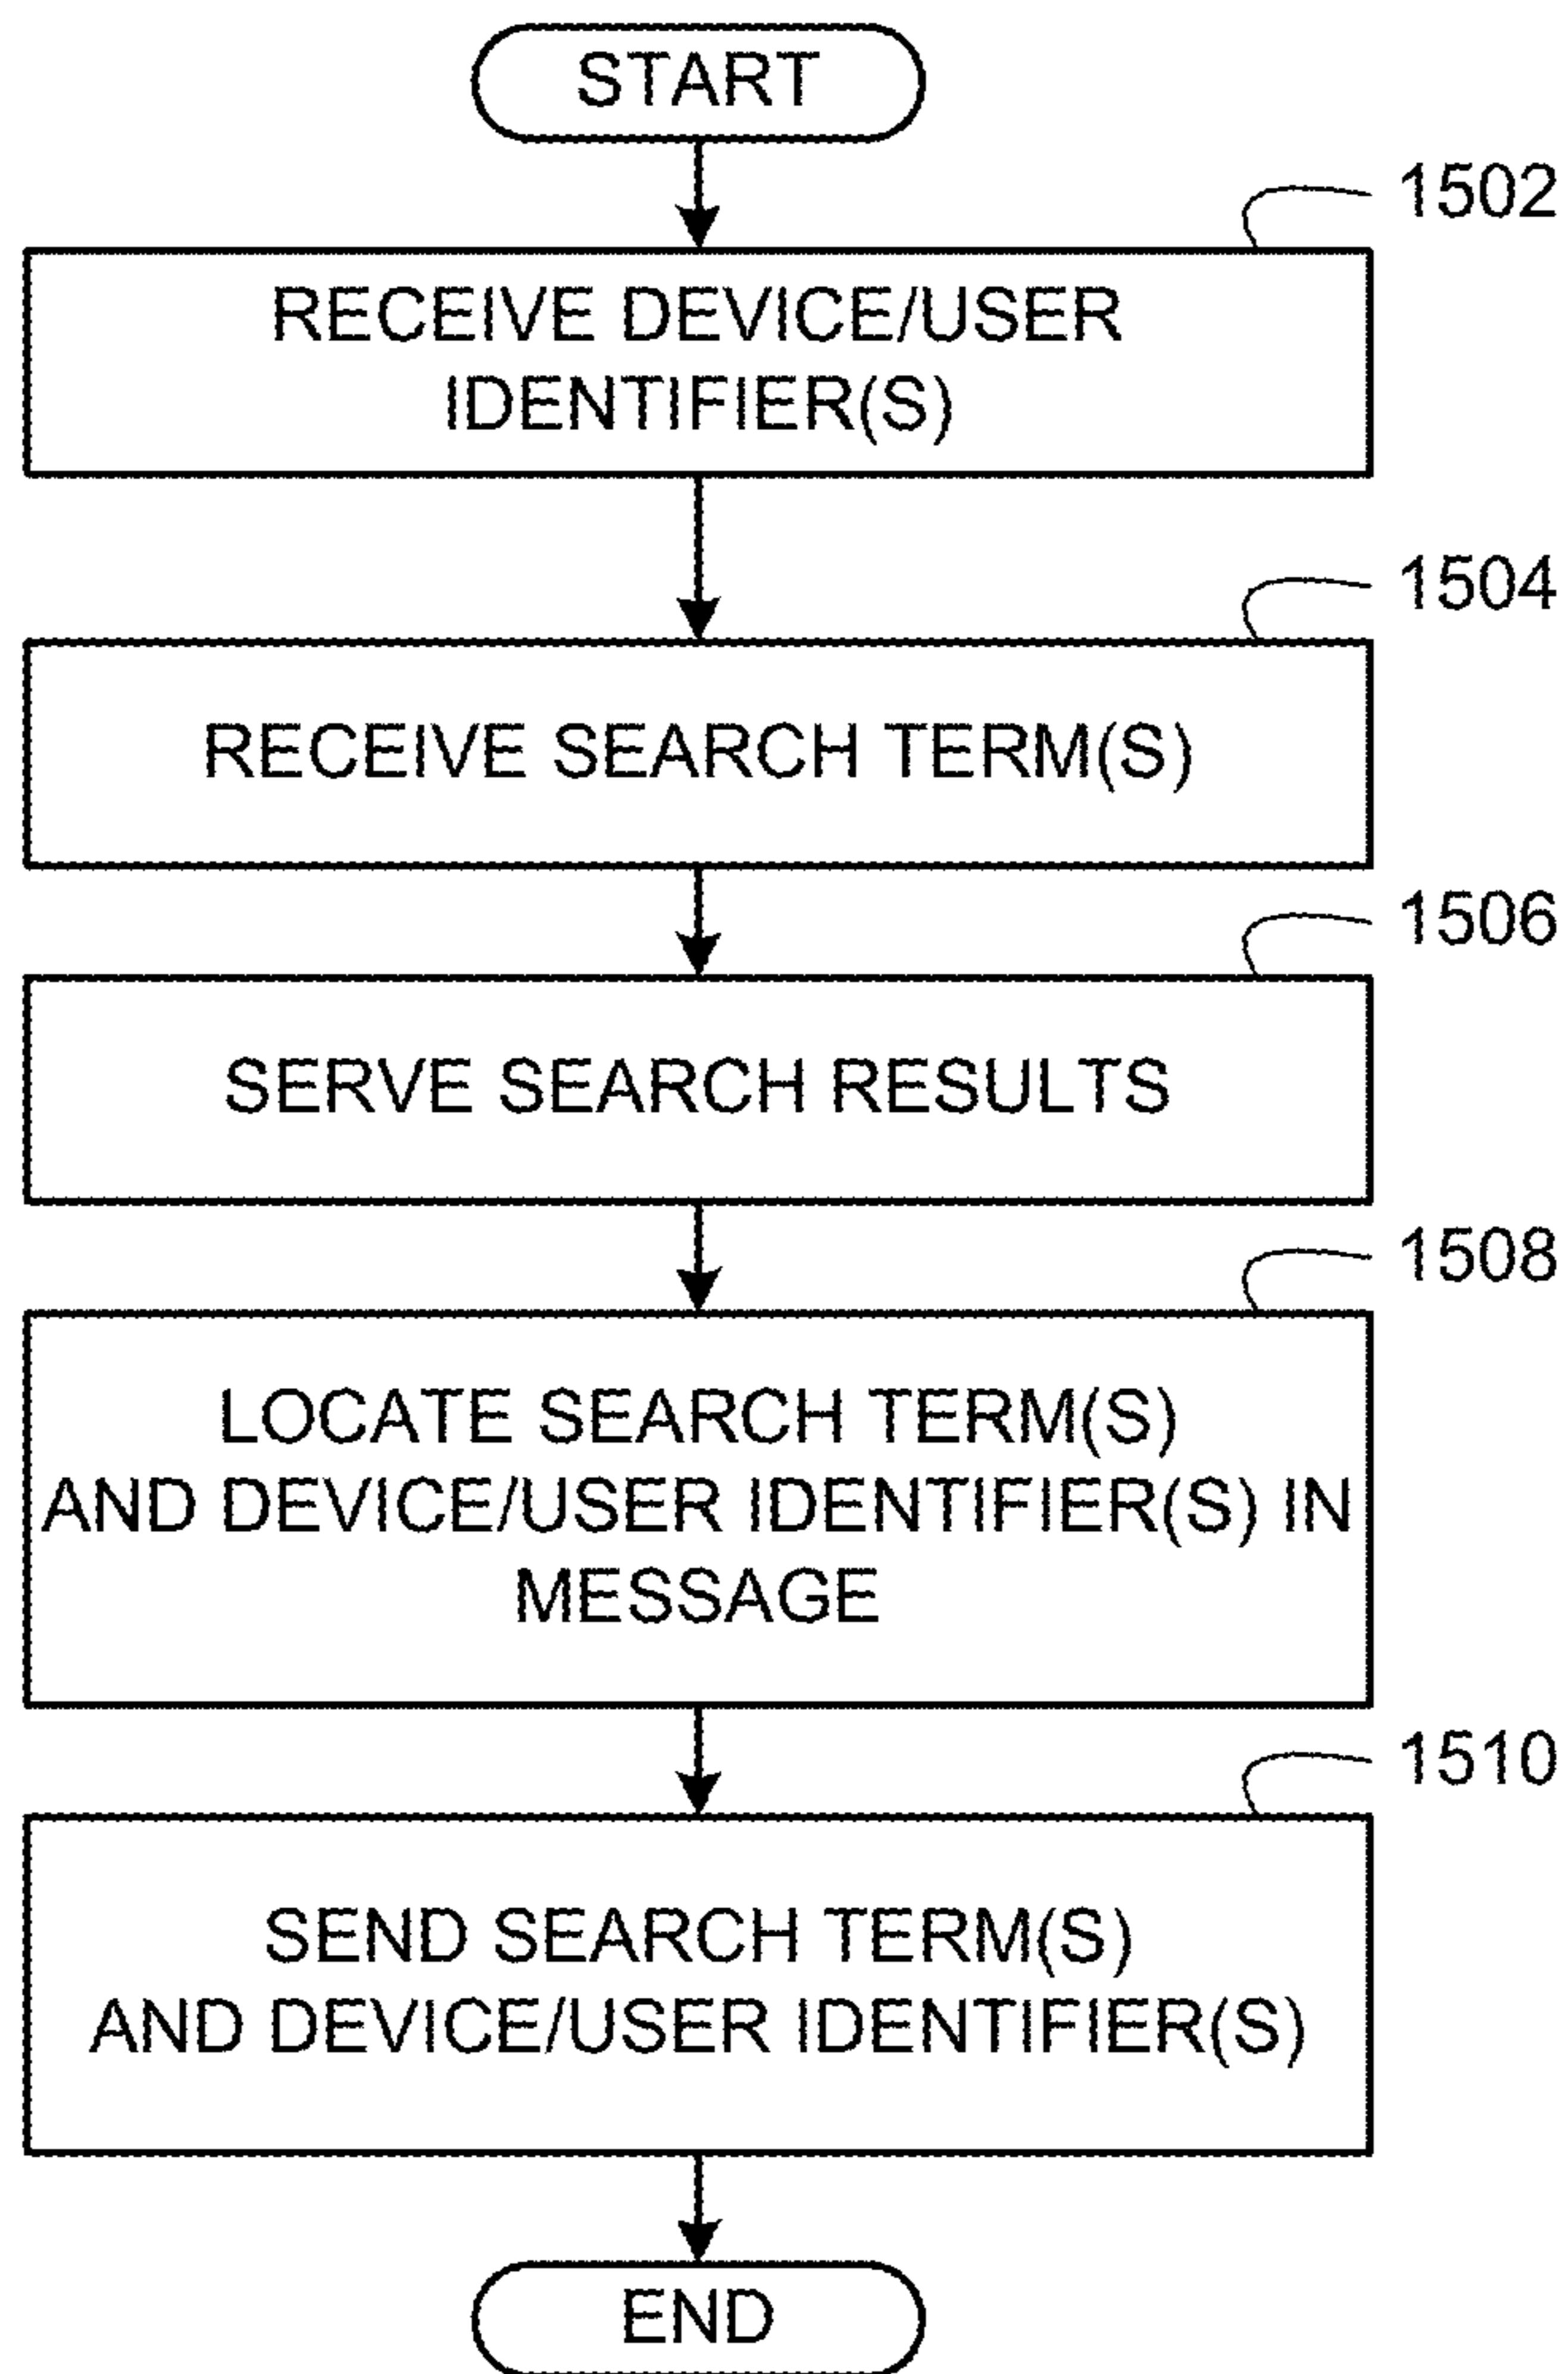 START
1502
RECEIVE DEVICE/USER
IDENTIFIER(S)
1504
RECEIVE SEARCH TERM(S)
1506
SERVE SEARCH RESULTS
1508
LOCATE SEARCH TERM(S)
AND DEVICE/USER IDENTIFIER(S) IN
MESSAGE
1510
SEND SEARCH TERM(S)
AND DEVICE/USER IDENTIFIER(S)
END